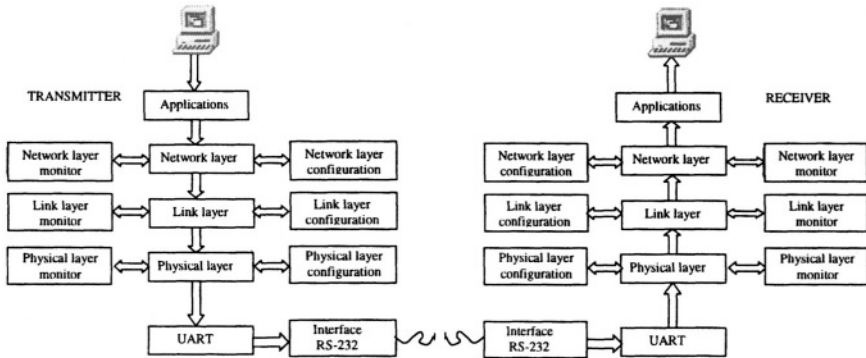 TRANSMITTER
Applications
Network layer
monitor
Network layer
Network layer
configuration
Link layer
monitor
Link layer
Link layer
configuration
Physical layer
monitor
Physical layer
Physical layer
configuration
UART
Interface
RS-232
RECEIVER
Applications
Network layer
configuration
Network layer
Network layer
monitor
Link layer
configuration
Link layer
Link layer
monitor
Physical layer
configuration
Physical layer
Physical layer
monitor
Interface
RS-232
UART